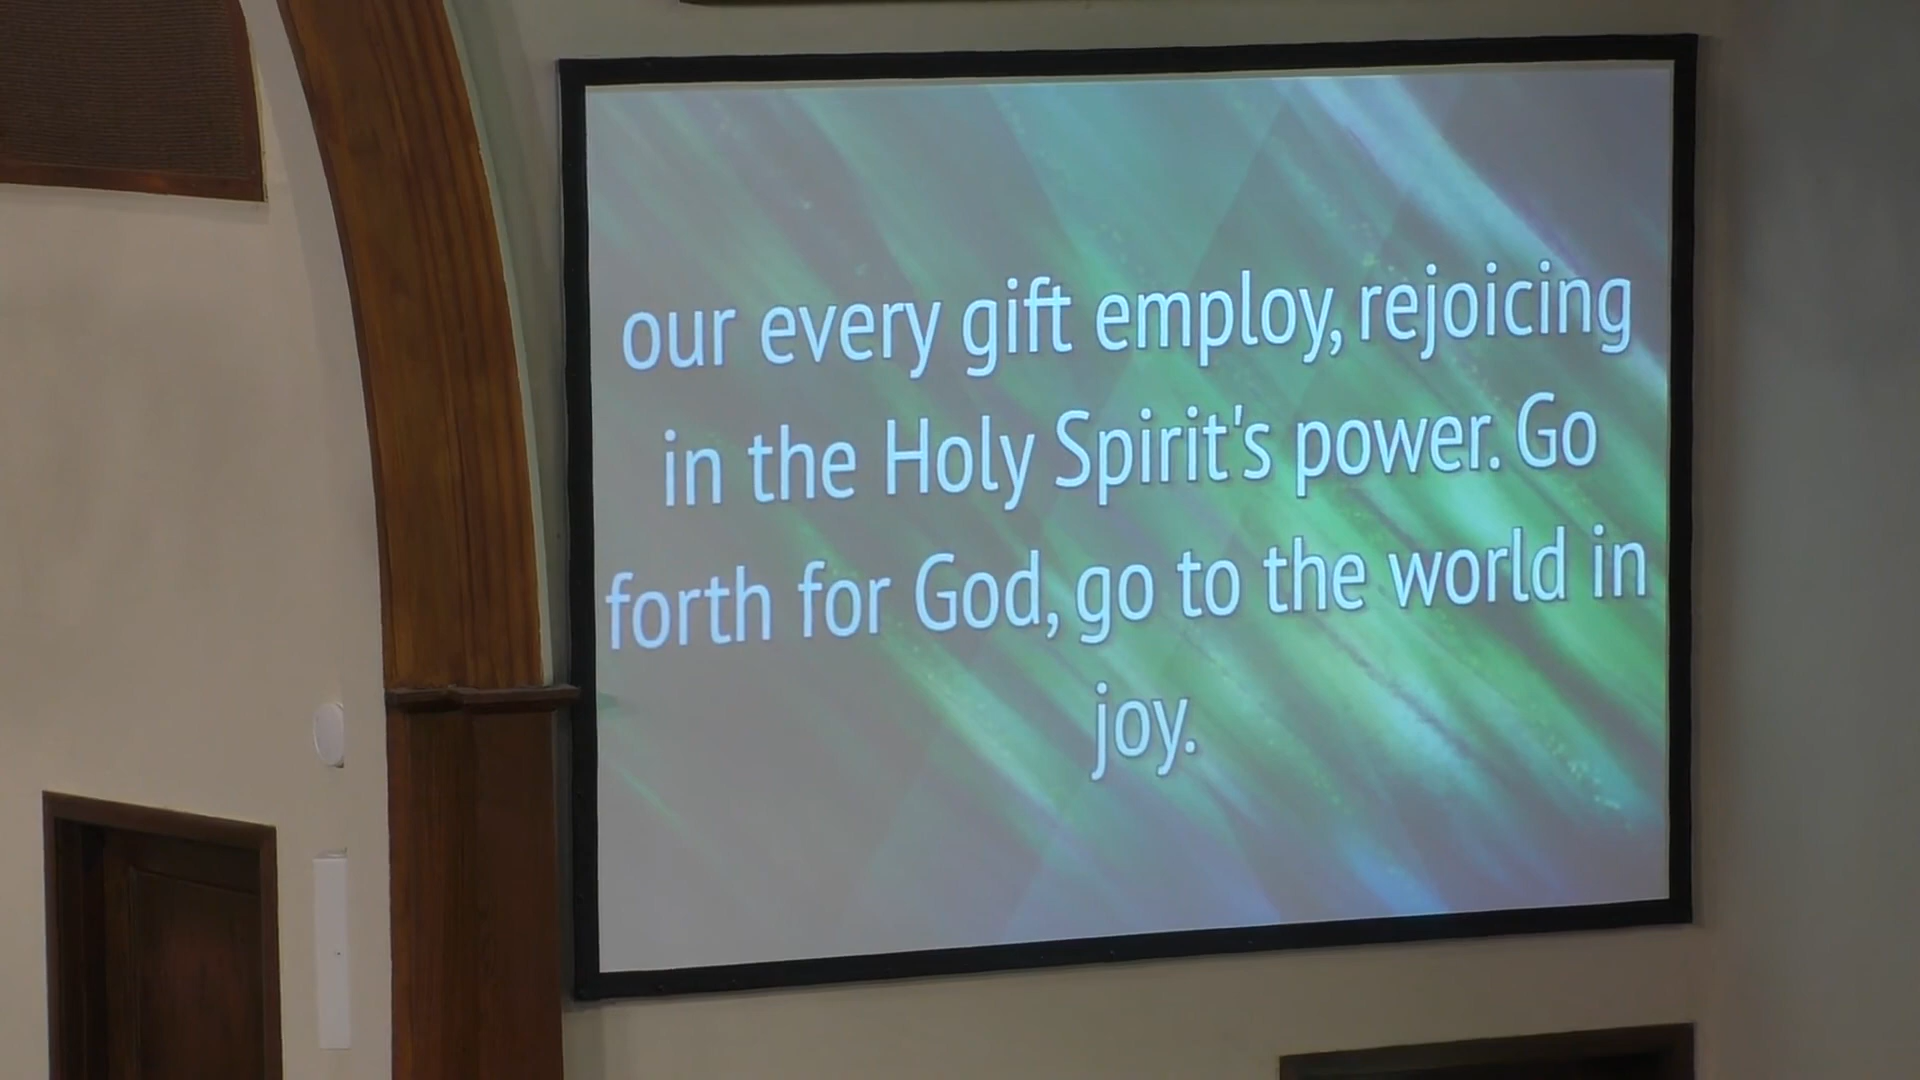 our every gift employ, rejoicing
in the Holy Spirit's power. Go
forth for God, go to the world in
joy.